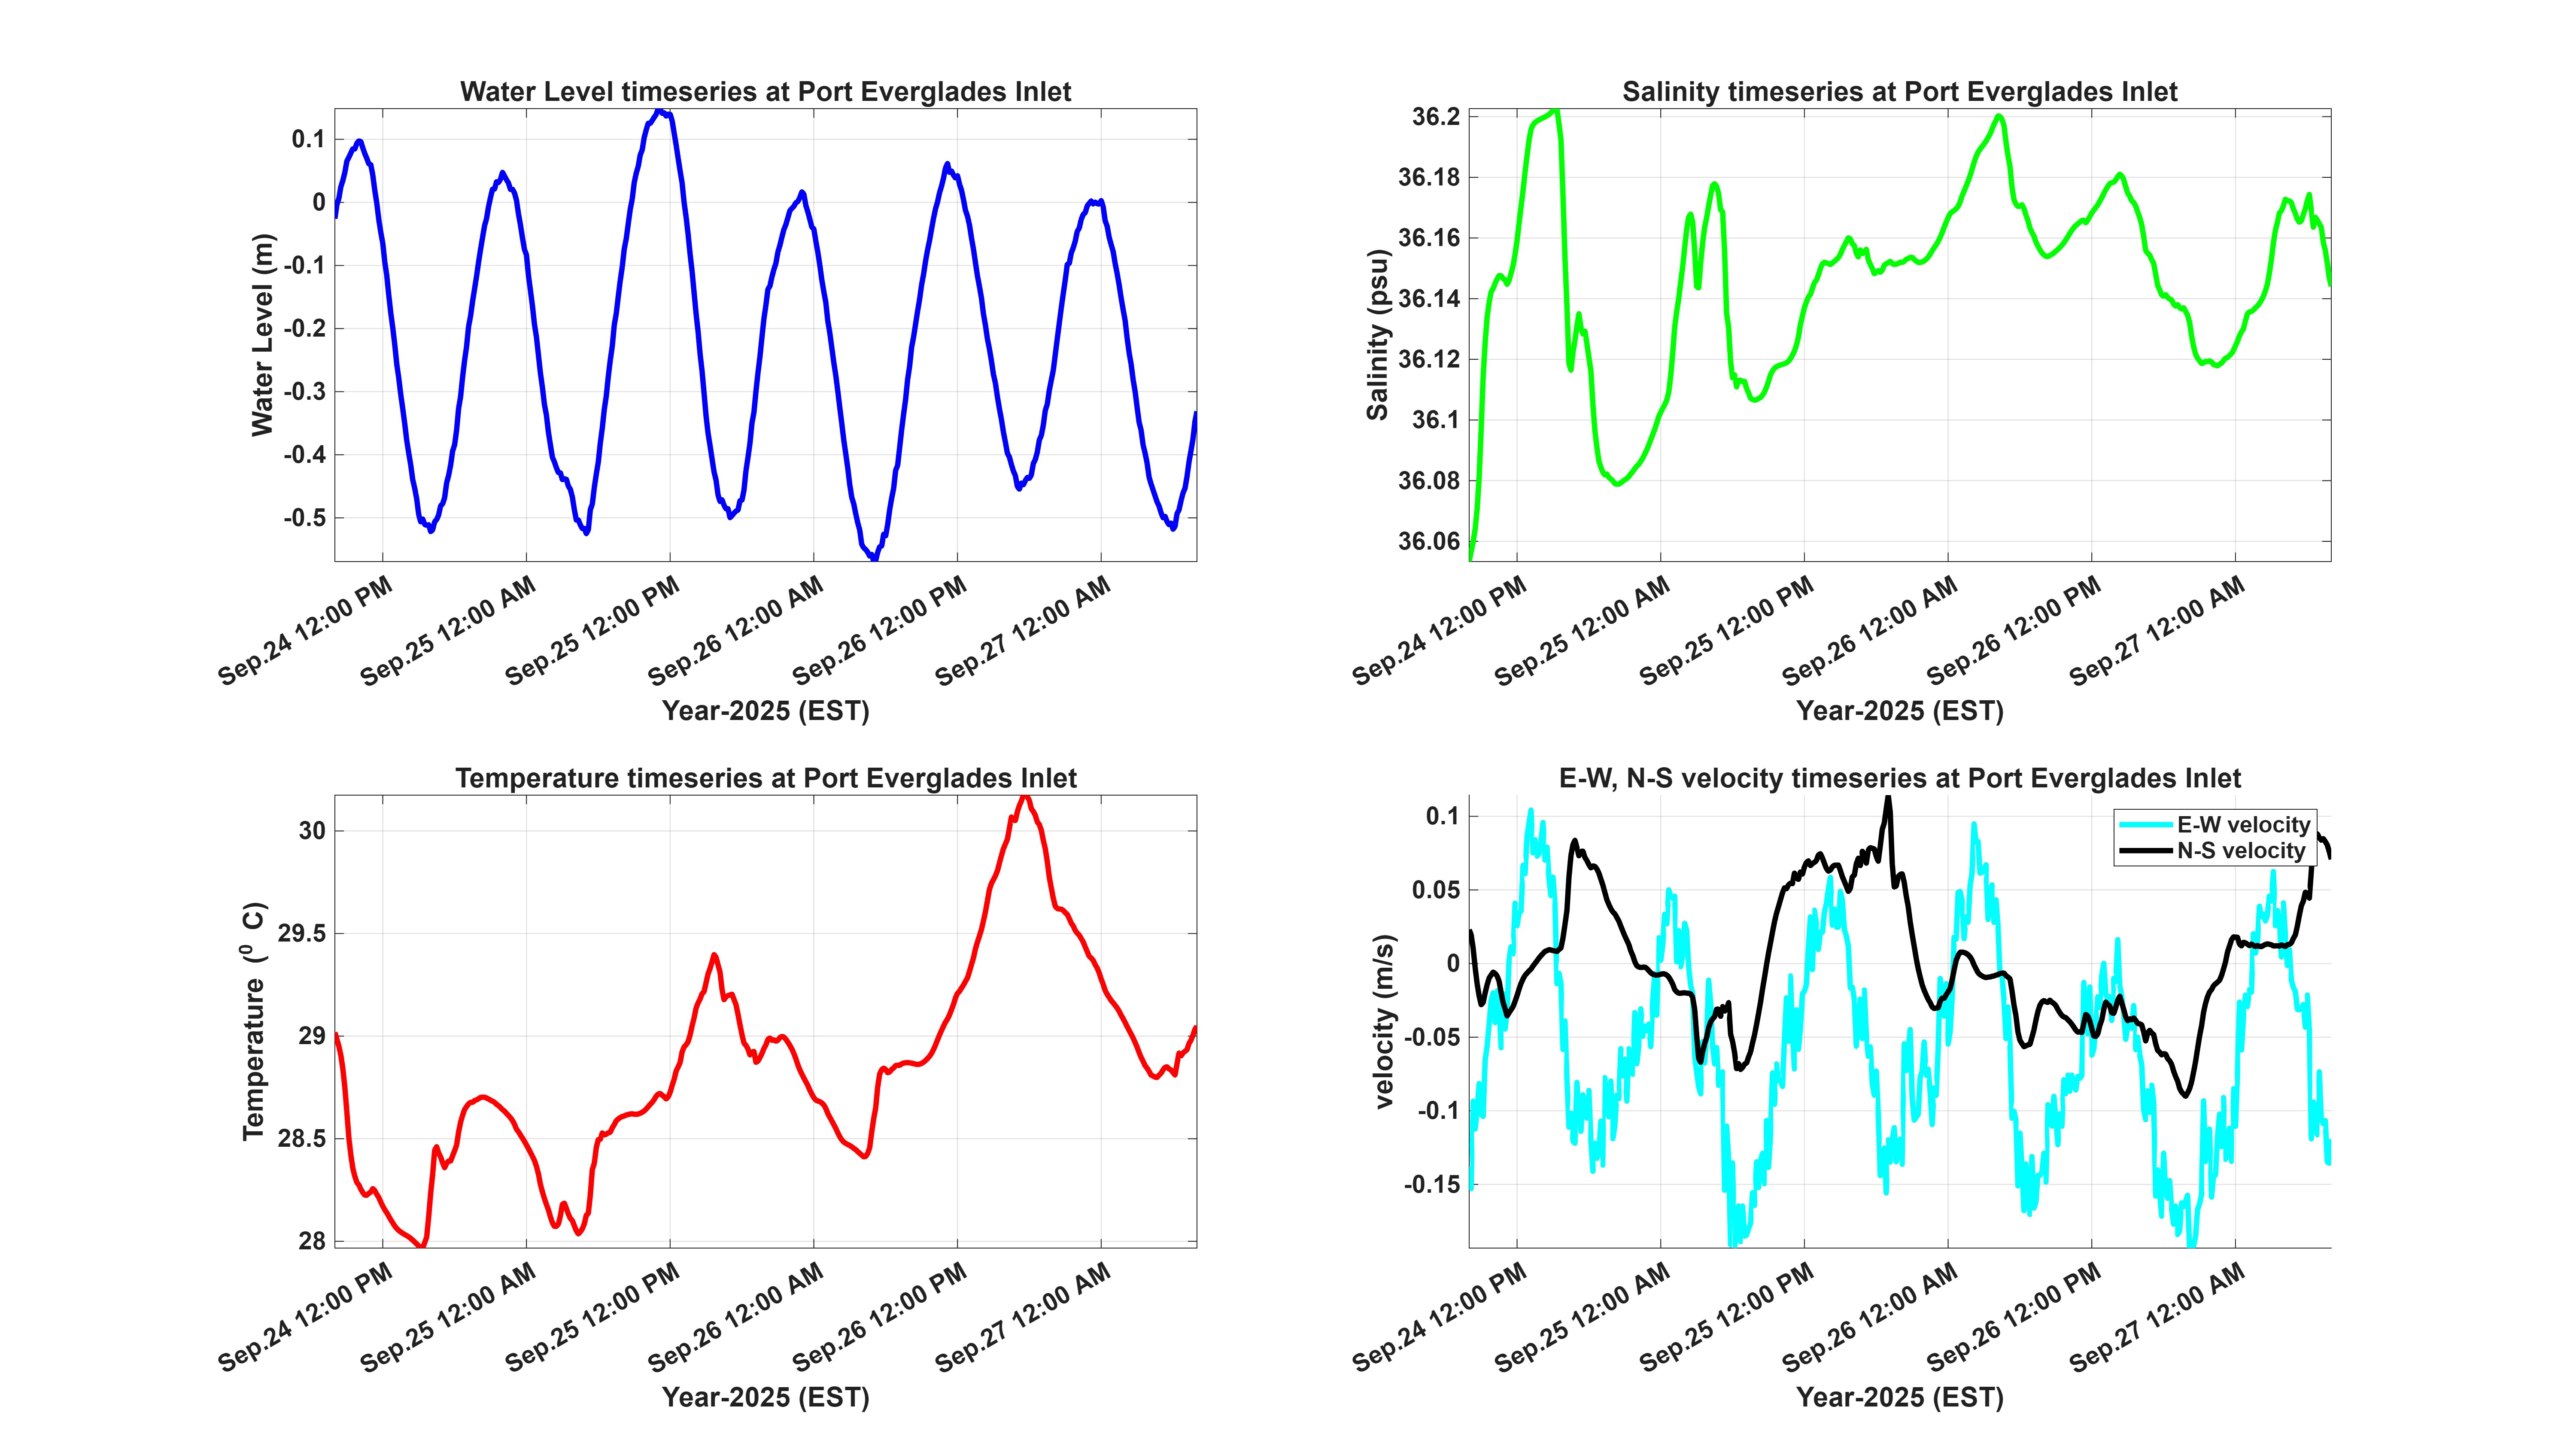 Water Level timeseries at Port Everglades Inlet
Water Level (m)
0.1
0
-0.1
-0.2
-0.3
-0.4
-0.5
Sep.24 12:00 PM
Sep.25 12:00 AM
Sep.25 12:00 PM
Sep.26 12:00 AM
Sep.26 12:00 PM
Sep.27 12:00 AM
Year-2025 (EST)
Salinity timeseries at Port Everglades Inlet
Salinity (psu)
36.2
36.18
36.16
36.14
36.12
36.1
36.08
36.06
Sep.24 12:00 PM
Sep.25 12:00 AM
Sep.25 12:00 PM
Sep.26 12:00 AM
Sep.26 12:00 PM
Sep.27 12:00 AM
Year-2025 (EST)
Temperature timeseries at Port Everglades Inlet
Temperature (⁰ C)
30
29.5
29
28.5
28
Sep.24 12:00 PM
Sep.25 12:00 AM
Sep.25 12:00 PM
Sep.26 12:00 AM
Sep.26 12:00 PM
Sep.27 12:00 AM
Year-2025 (EST)
E-W, N-S velocity timeseries at Port Everglades Inlet
velocity (m/s)
0.1
0.05
0
-0.05
-0.1
-0.15
E-W velocity
N-S velocity
Sep.24 12:00 PM
Sep.25 12:00 AM
Sep.25 12:00 PM
Sep.26 12:00 AM
Sep.26 12:00 PM
Sep.27 12:00 AM
Year-2025 (EST)